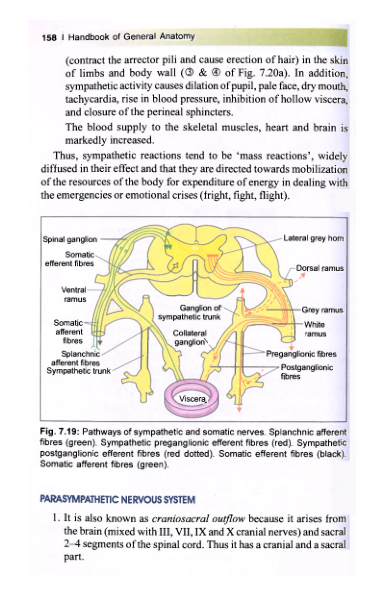 158 I Handbook of General Anatomy
(contract the arrector pili and cause erection of hair) in the skin
of limbs and body wall (③ & ④ of Fig. 7.20a). In addition,
sympathetic activity causes dilation of pupil, pale face, dry mouth,
tachycardia, rise in blood pressure, inhibition of hollow viscera,
and closure of the perineal sphincters.
The blood supply to the skeletal muscles, heart and brain is
markedly increased.
Thus, sympathetic reactions tend to be ‘mass reactions’, widely
diffused in their effect and that they are directed towards mobilization
of the resources of the body for expenditure of energy in dealing with
the emergencies or emotional crises (fright, fight, flight).
Spinal ganglion
Somatic
efferent fibres
Ventral
ramus
Somatic
afferent
fibres
Splanchnic
afferent fibres
Sympathetic trunk
Ganglion of
sympathetic trunk
Collateral
ganglion
Viscera
Lateral grey horn
Dorsal ramus
Grey ramus
White
ramus
Preganglionic fibres
Postganglionic
fibres
Fig. 7.19: Pathways of sympathetic and somatic nerves. Splanchnic afferent
fibres (green). Sympathetic preganglionic efferent fibres (red). Sympathetic
postganglionic efferent fibres (red dotted). Somatic efferent fibres (black).
Somatic afferent fibres (green).
PARASYMPATHETIC NERVOUS SYSTEM
1. It is also known as craniosacral outflow because it arises from
the brain (mixed with III, VII, IX and X cranial nerves) and sacral
2–4 segments of the spinal cord. Thus it has a cranial and a sacral
part.